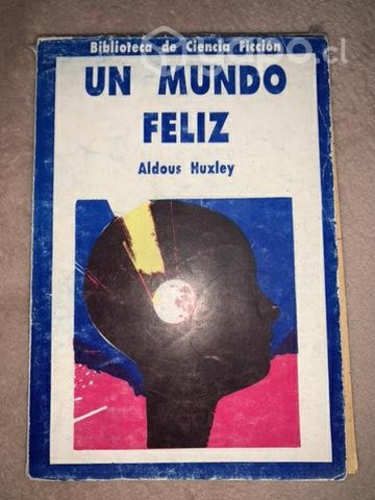 Biblioteca de Ciencia Ficción
UN MUNDO
FELIZ
Aldous Huxley